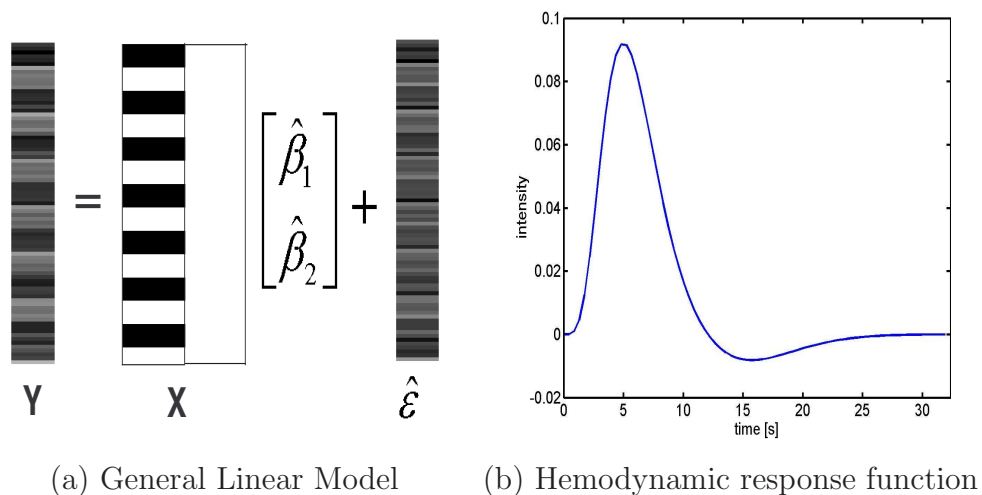 Y = X [β̂1 β̂2] + ε̂
(a) General Linear Model
0.1
0.08
0.06
0.04
0.02
0
-0.02
intensity
0 5 10 15 20 25 30
time [s]
(b) Hemodynamic response function